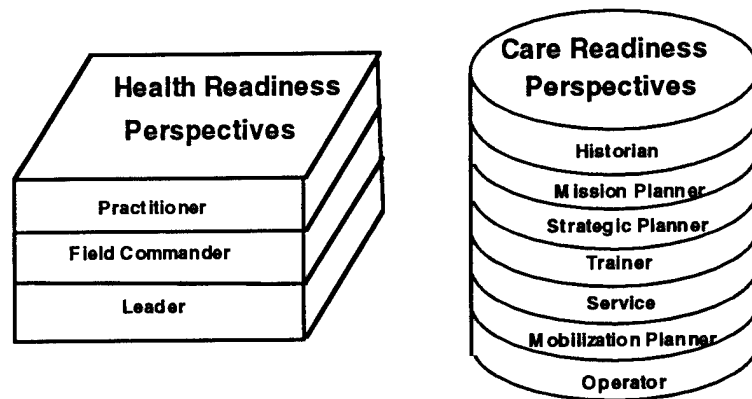 Health Readiness
Perspectives
Practitioner
Field Commander
Leader
Care Readiness
Perspectives
Historian
Mission Planner
Strategic Planner
Trainer
Service
Mobilization Planner
Operator